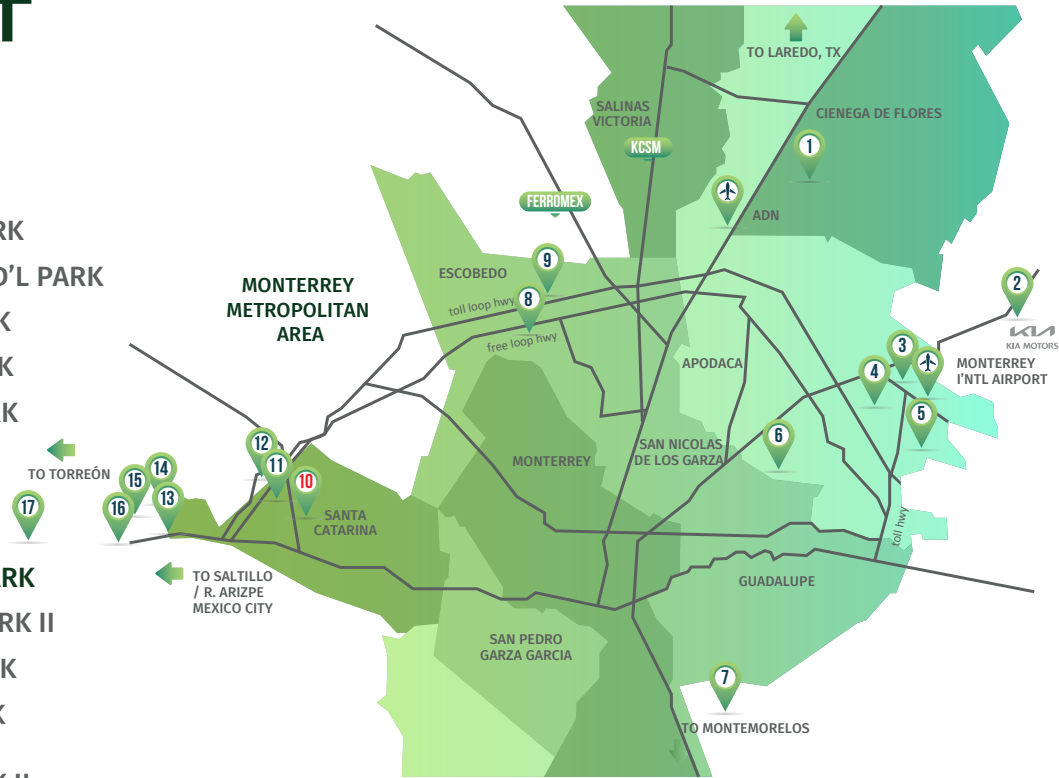 T
RK
D'L PARK
K
K
RK
ARK
RK II
K
K
K II
TO LAREDO, TX
SALINAS
VICTORIA
CIENEGA DE FLORES
KCSM
1
FERROMEX
ADN
9
ESCOBEDO
MONTERREY
METROPOLITAN
AREA
2
8
toll loop hwy
free loop hwy
KIA
KIA MOTORS
3
APODACA
MONTERREY
I'NTL AIRPORT
4
5
6
12
SAN NICOLAS
DE LOS GARZA
MONTERREY
11
10
TO TORREÓN
14
15
13
16
17
SANTA
CATARINA
toll hwy
TO SALTILLO
/ R. ARIZPE
MEXICO CITY
GUADALUPE
SAN PEDRO
GARZA GARCIA
7
TO MONTEMORELOS